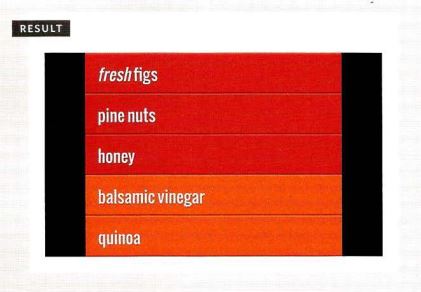 RESULT
fresh figs
pine nuts
honey
balsamic vinegar
quinoa